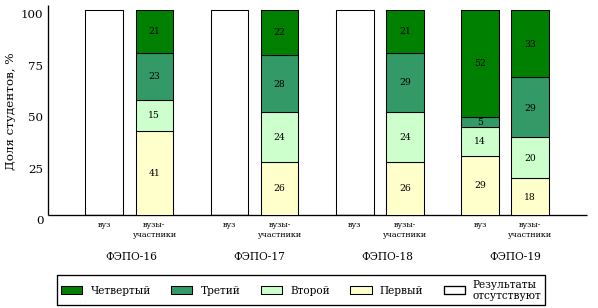 Доля студентов, %
100
75
50
25
0
21
23
15
41
22
28
24
26
21
29
24
26
52
5
14
29
33
29
20
18
вуз
вузы-
участники
вуз
вузы-
участники
вуз
вузы-
участники
вуз
вузы-
участники
ФЭПО-16
ФЭПО-17
ФЭПО-18
ФЭПО-19
Четвертый
Третий
Второй
Первый
Результаты
отсутствуют